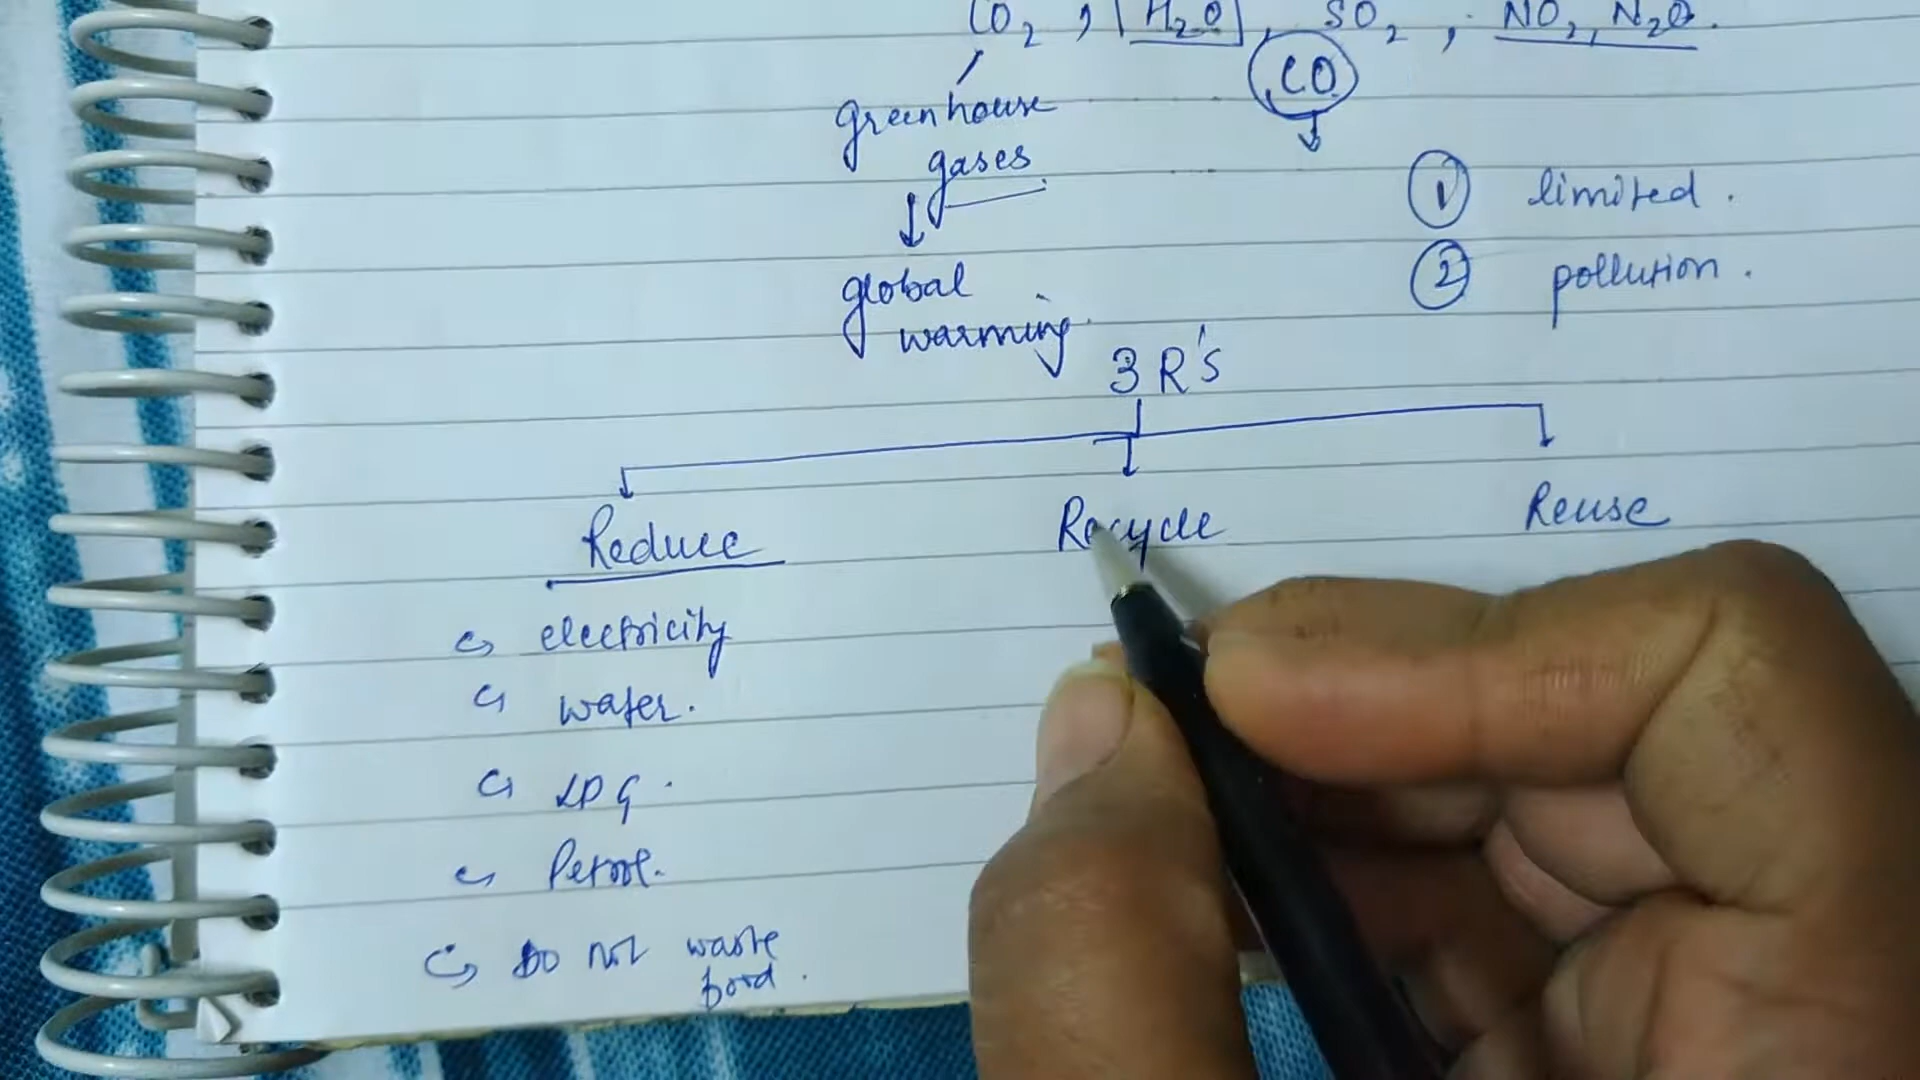 CO2, H2O, SO2, NO2, N2O.
CO
greenhouse
gases.
1 limited.
2 pollution.
global
warming.
3R's
Reduce Recycle Reuse
electricity
water.
LPG.
Petrol.
Do not waste
food.